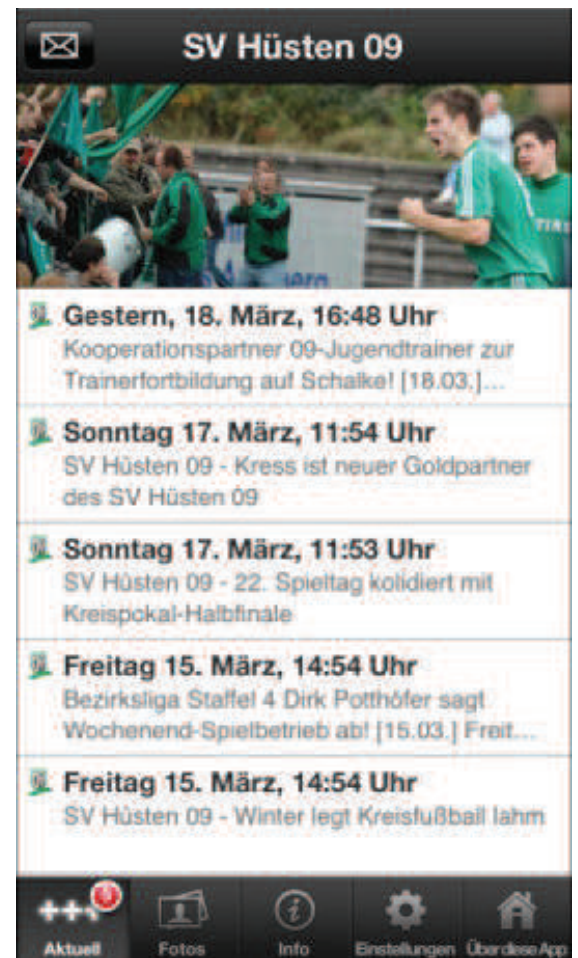 SV Hüsten 09
Gestern, 18. März, 16:48 Uhr
Kooperationspartner 09-Jugendtrainer zur
Trainerfortbildung auf Schalke! [18.03.]...
Sonntag 17. März, 11:54 Uhr
SV Hüsten 09 - Kress ist neuer Goldpartner
des SV Hüsten 09
Sonntag 17. März, 11:53 Uhr
SV Hüsten 09 - 22. Spieltag kolidiert mit
Kreispokal-Halbfinale
Freitag 15. März, 14:54 Uhr
Bezirksliga Staffel 4 Dirk Potthöfer sagt
Wochenend-Spielbetrieb ab! [15.03.] Freit...
Freitag 15. März, 14:54 Uhr
SV Hüsten 09 - Winter legt Kreisfußball lahm
Aktuell Fotos Info Einstellungen Über diese App